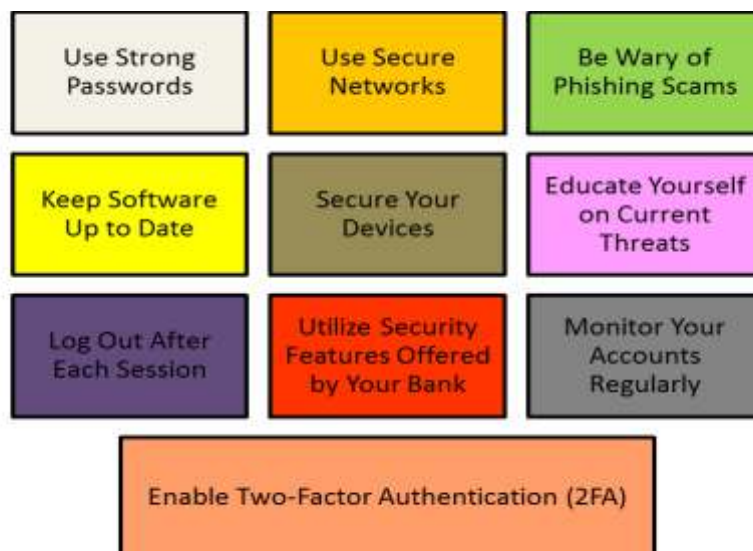 Use Strong
Passwords
Use Secure
Networks
Be Wary of
Phishing Scams
Keep Software
Up to Date
Secure Your
Devices
Educate Yourself
on Current
Threats
Log Out After
Each Session
Utilize Security
Features Offered
by Your Bank
Monitor Your
Accounts
Regularly
Enable Two-Factor Authentication (2FA)